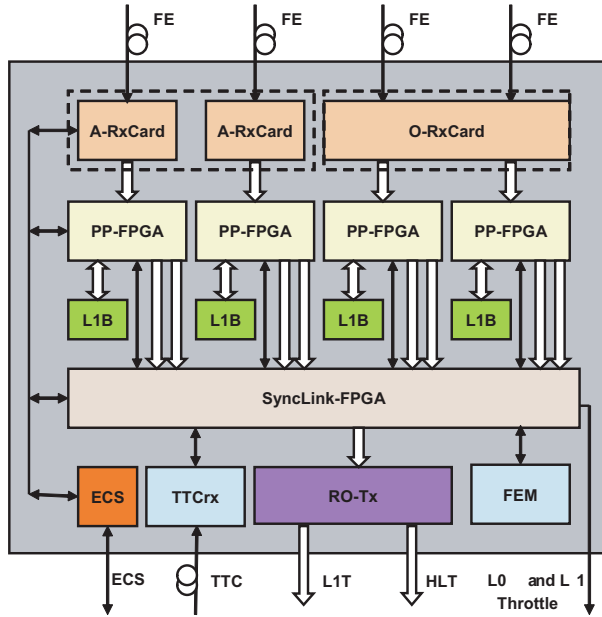 FE FE FE FE
A-RxCard A-RxCard O-RxCard
PP-FPGA PP-FPGA PP-FPGA PP-FPGA
L1B L1B L1B L1B
SyncLink-FPGA
ECS TTCrx RO-Tx FEM
ECS TTC L1T HLT L0 and L 1
Throttle